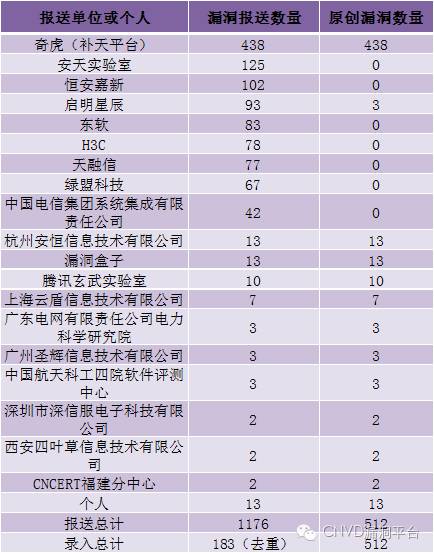 报送单位或个人 漏洞报送数量 原创漏洞数量
奇虎（补天平台） 438 438
安天实验室 125 0
恒安嘉新 102 0
启明星辰 93 3
东软 83 0
H3C 78 0
天融信 77 0
绿盟科技 67 0
中国电信集团系统集成有限
责任公司 42 0
杭州安恒信息技术有限公司 13 13
漏洞盒子 13 13
腾讯玄武实验室 10 10
上海云盾信息技术有限公司 7 7
广东电网有限责任公司电力
科学研究院 3 3
广州圣辉信息技术有限公司 3 3
中国航天科工四院软件评测
中心 3 3
深圳市深信服电子科技有限公
司 2 2
西安四叶草信息技术有限公
司 2 2
CNCERT福建分中心 2 2
个人 13 13
报送总计 1176 512
录入总计 183（去重） 512
CNVD漏洞平台